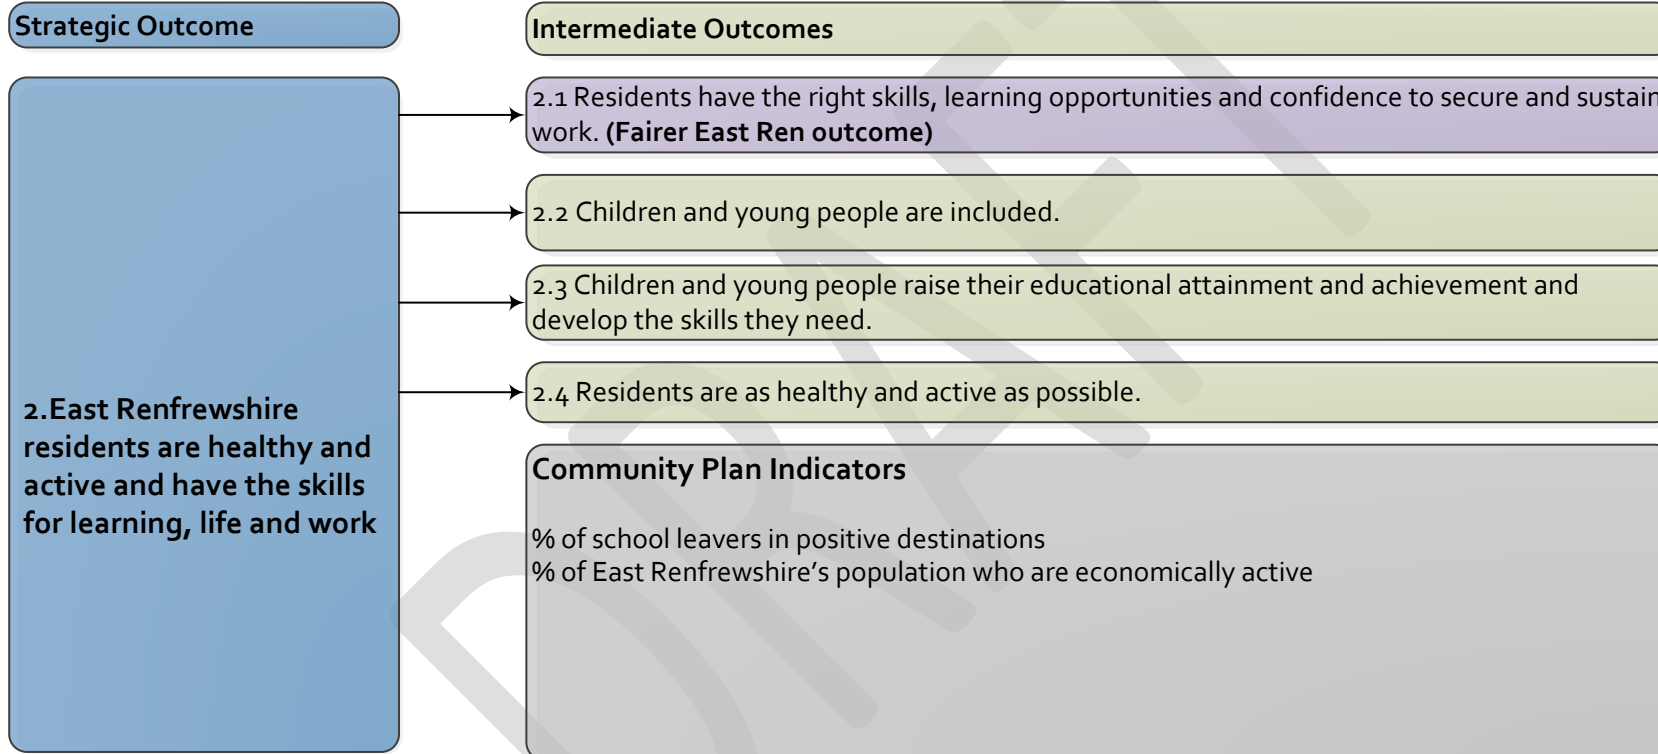 Strategic Outcome
Intermediate Outcomes
2.East Renfrewshire
residents are healthy and
active and have the skills
for learning, life and work
2.1 Residents have the right skills, learning opportunities and confidence to secure and sustain
work. (Fairer East Ren outcome)
2.2 Children and young people are included.
2.3 Children and young people raise their educational attainment and achievement and
develop the skills they need.
2.4 Residents are as healthy and active as possible.
Community Plan Indicators
% of school leavers in positive destinations
% of East Renfrewshire’s population who are economically active
DRAFT